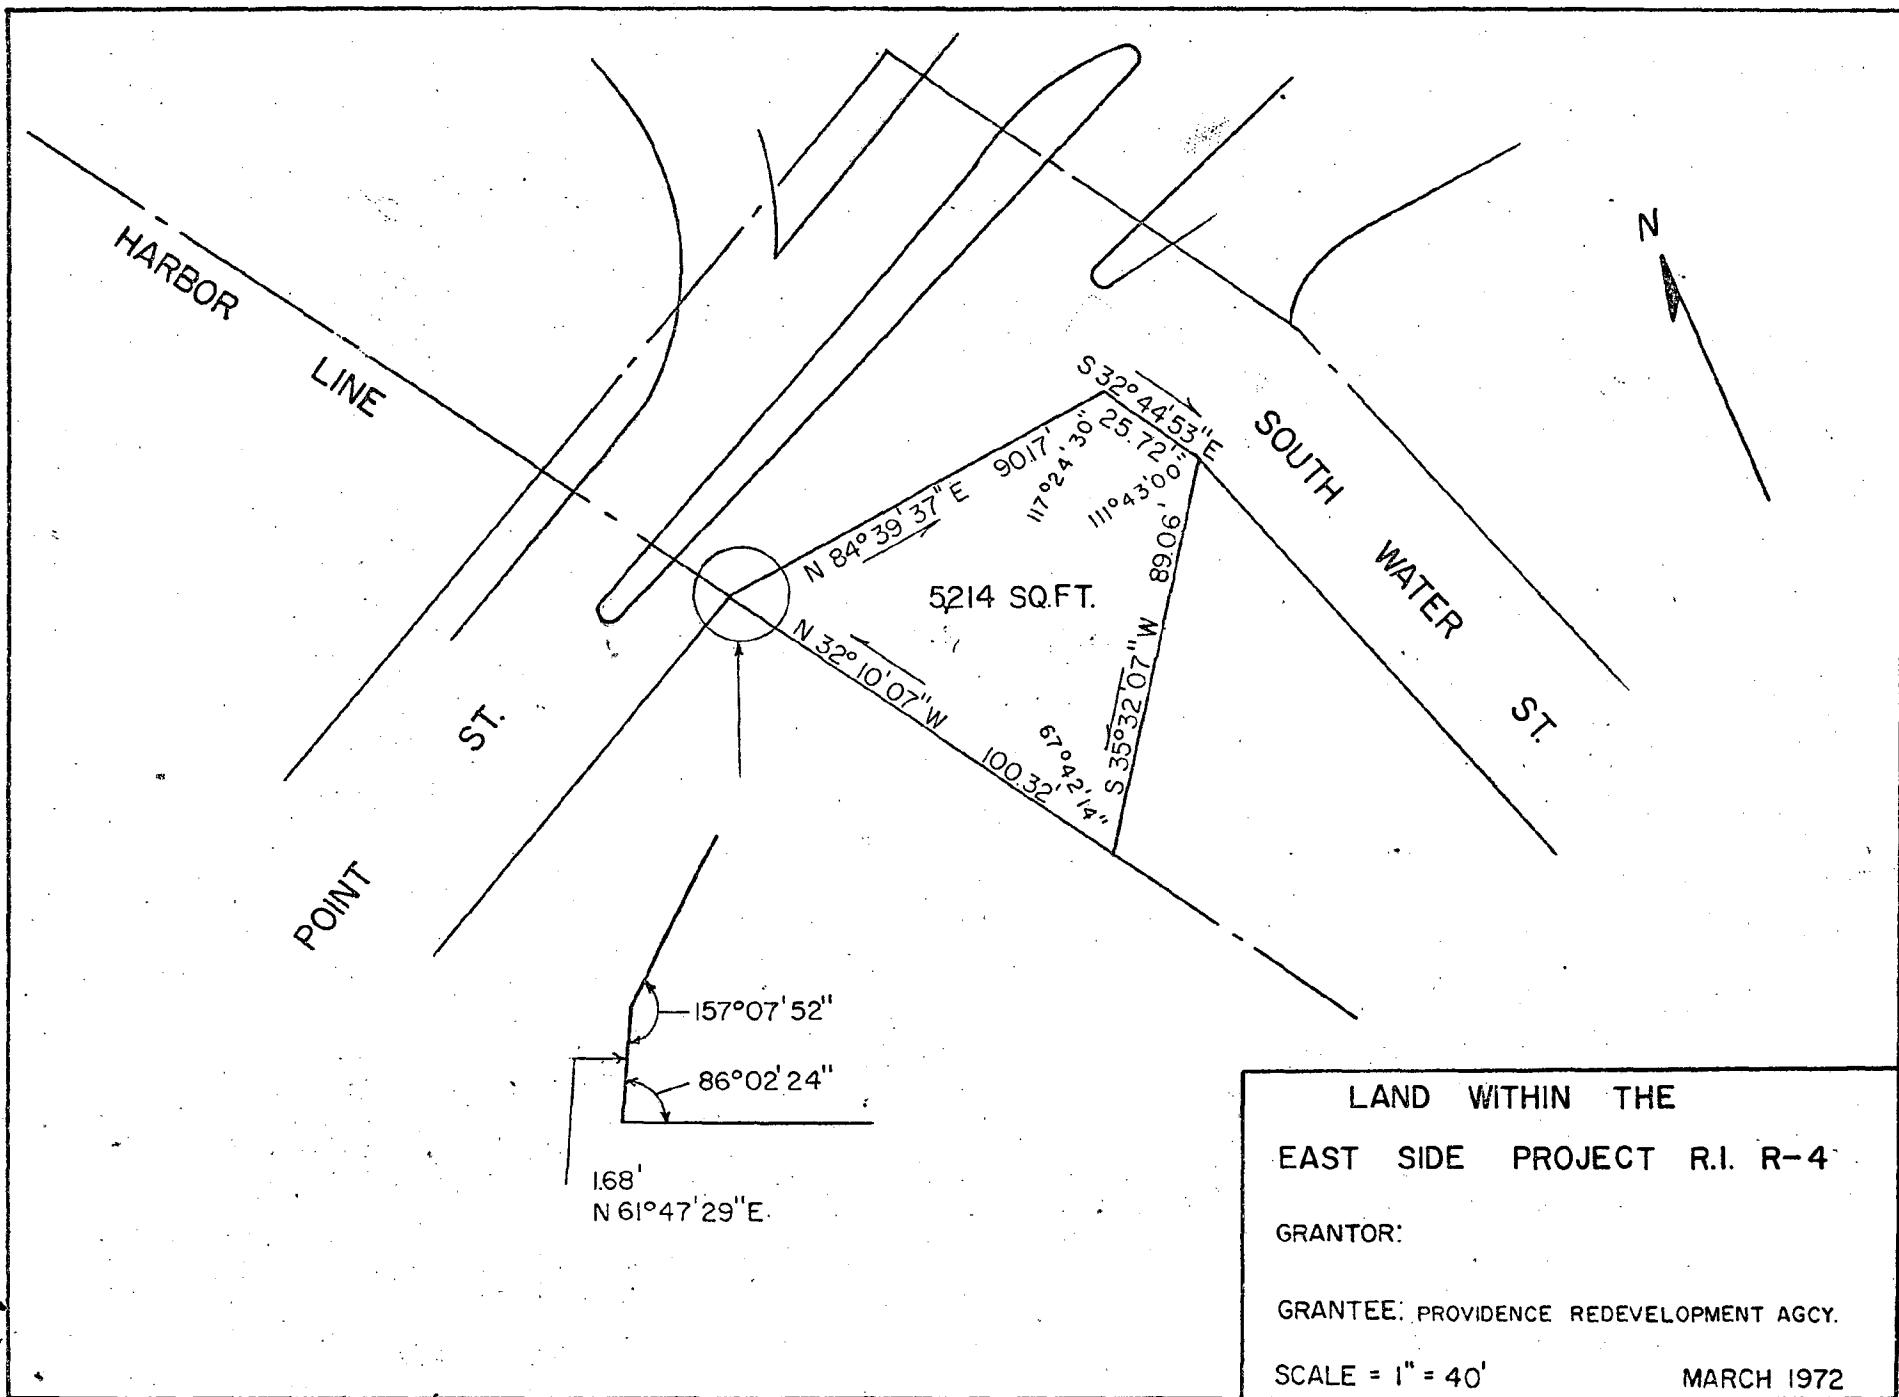 HARBOR
LINE
N
S 32°44'53"E
25.72'
117°24'30"
111°43'00"
N 84°39'37"E 90.17'
89.06'
S 35°32'07"W
5214 SQ.FT.
N 32°10'07"W
100.32'
67°42'14"
SOUTH
WATER
ST.
POINT
ST.
157°07'52"
86°02'24"
1.68'
N 61°47'29"E.
LAND WITHIN THE
EAST SIDE PROJECT R.I. R-4
GRANTOR:
GRANTEE: PROVIDENCE REDEVELOPMENT AGCY.
SCALE = 1" = 40' MARCH 1972